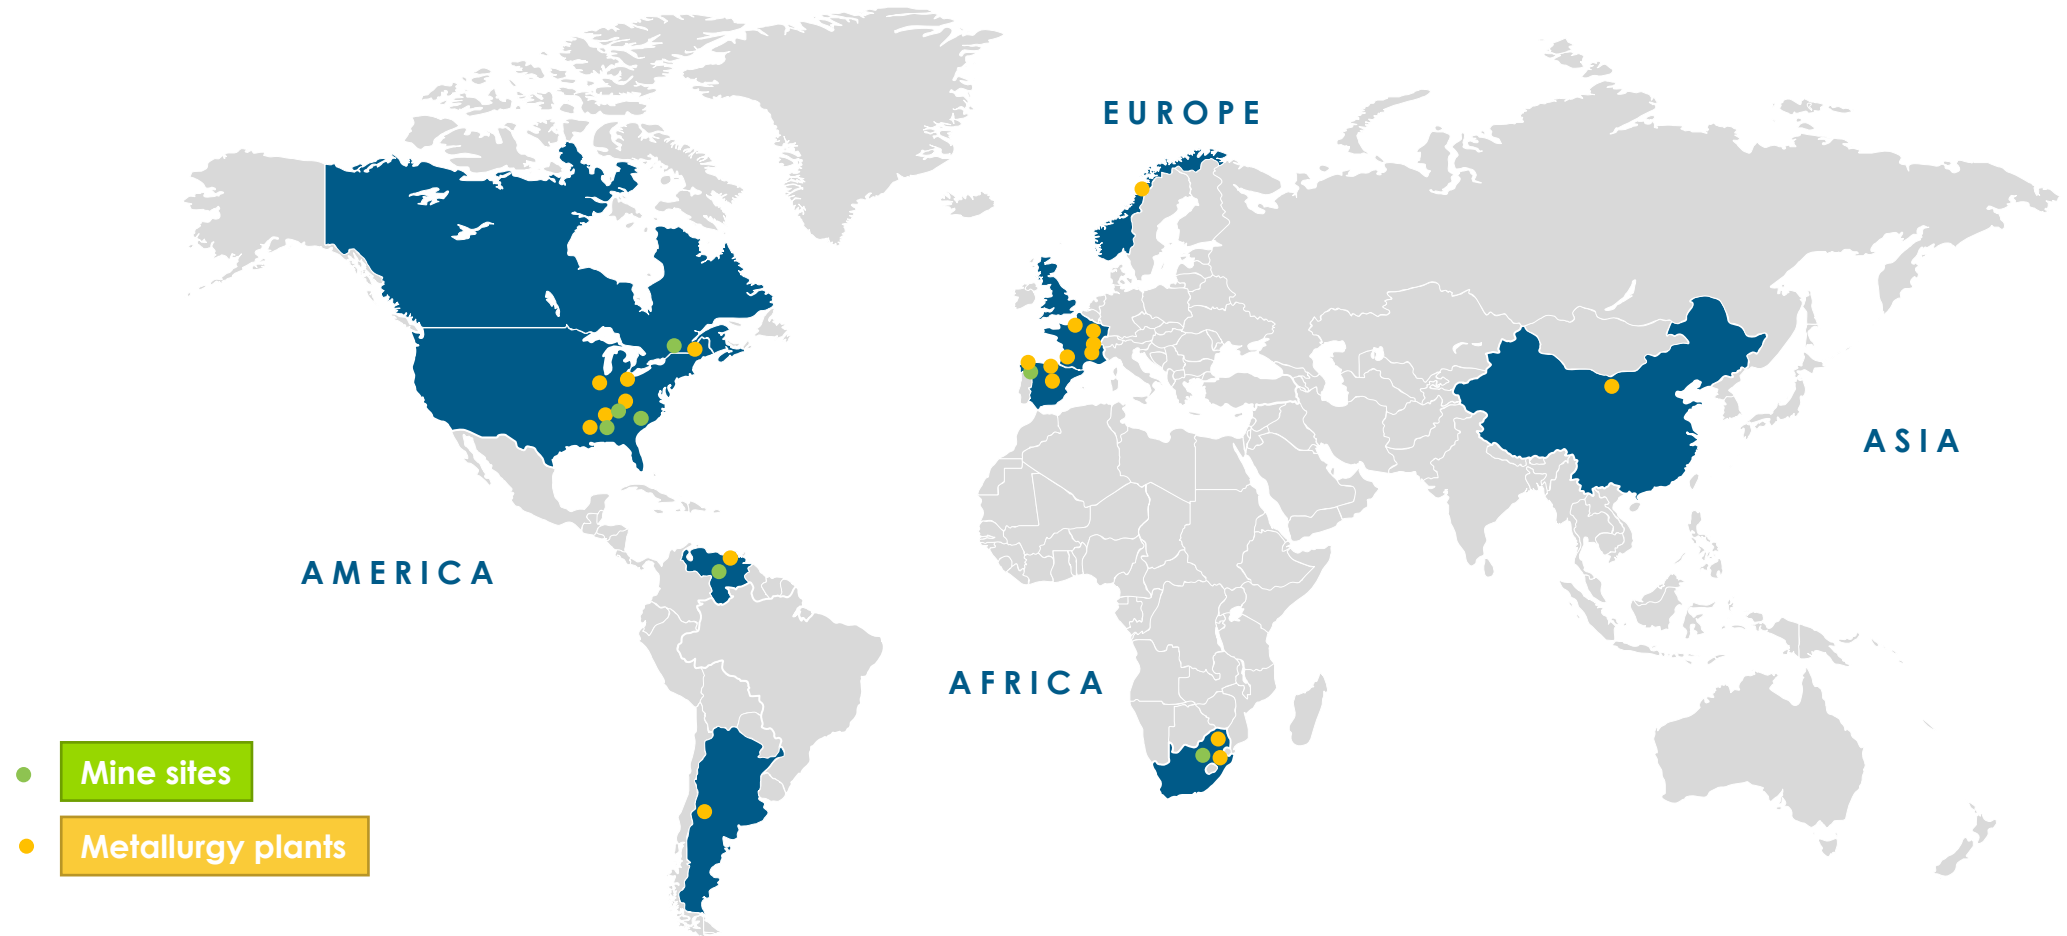 EUROPE
ASIA
AMERICA
AFRICA
Mine sites
Metallurgy plants